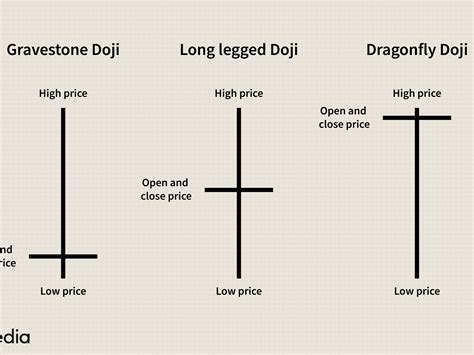 Gravestone Doji
Long legged Doji
Dragonfly Doji
High price
High price
High price
Open and
close price
Open and
close price
nd
rice
Low price
Low price
Low price
edia